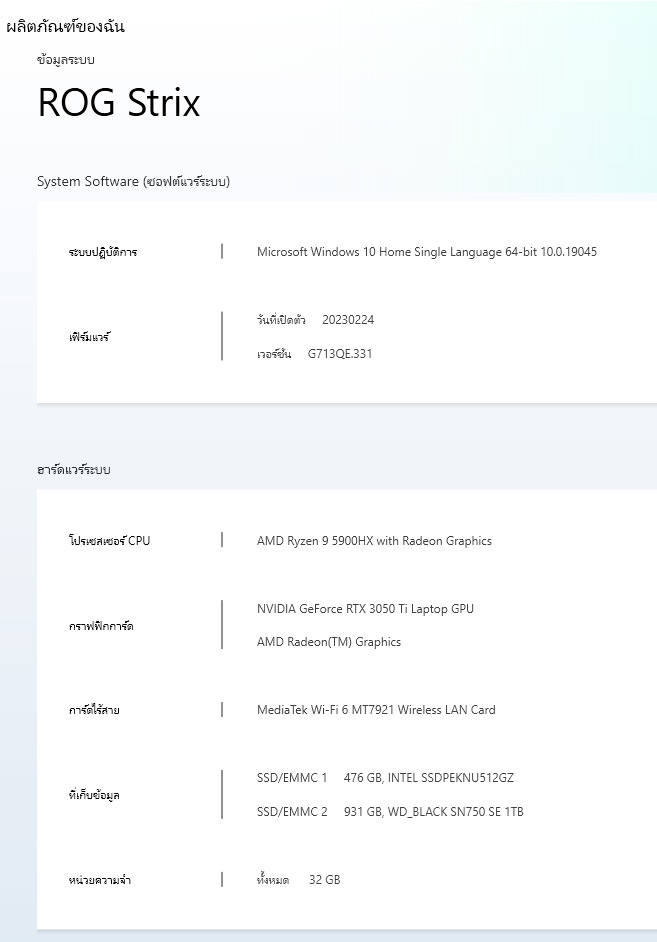 ผลิตภัณฑ์ของฉัน
ข้อมูลระบบ
ROG Strix
System Software (ซอฟต์แวร์ระบบ)
ระบบปฏิบัติการ Microsoft Windows 10 Home Single Language 64-bit 10.0.19045
เฟิร์มแวร์
วันที่เปิดตัว 20230224
เวอร์ชัน G713QE.331
ฮาร์ดแวร์ระบบ
โปรเซสเซอร์ CPU AMD Ryzen 9 5900HX with Radeon Graphics
กราฟฟิกการ์ด
NVIDIA GeForce RTX 3050 Ti Laptop GPU
AMD Radeon(TM) Graphics
การ์ดไร้สาย MediaTek Wi-Fi 6 MT7921 Wireless LAN Card
ที่เก็บข้อมูล
SSD/EMMC 1 476 GB, INTEL SSDPEKNU512GZ
SSD/EMMC 2 931 GB, WD_BLACK SN750 SE 1TB
หน่วยความจำ ทั้งหมด 32 GB